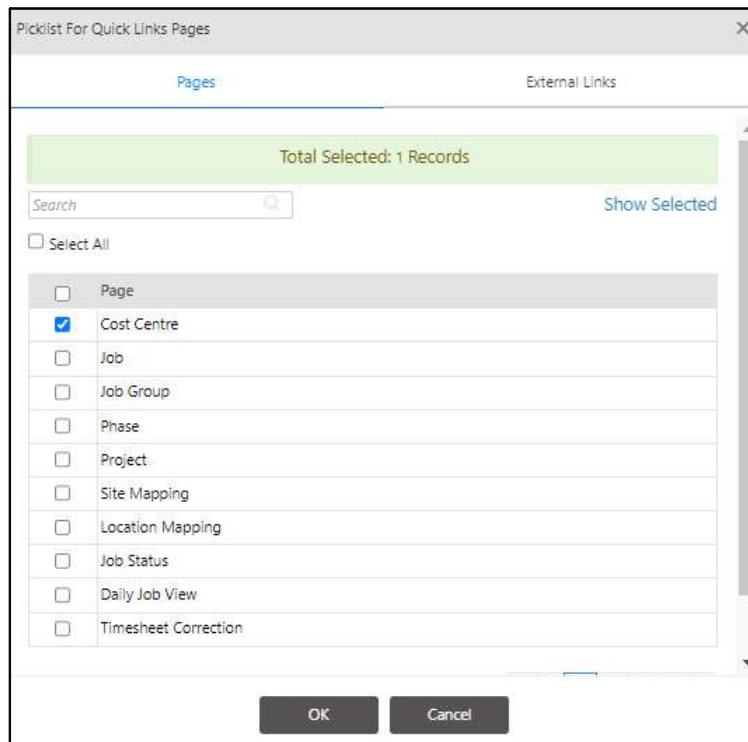 Picklist For Quick Links Pages
Pages External Links
Total Selected: 1 Records
Search Show Selected
Select All
Page
Cost Centre
Job
Job Group
Phase
Project
Site Mapping
Location Mapping
Job Status
Daily Job View
Timesheet Correction
OK Cancel